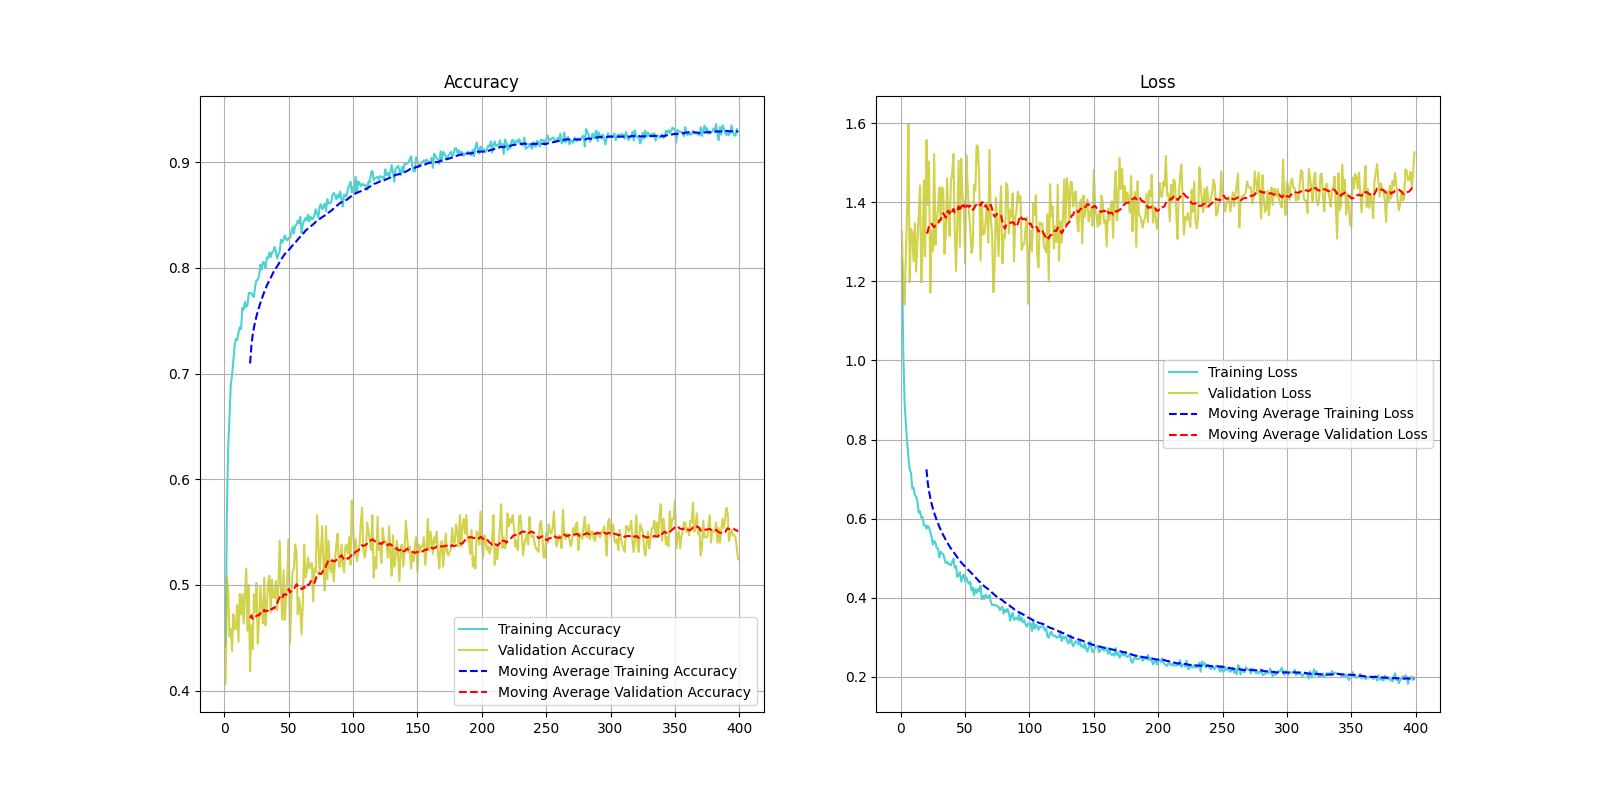 Accuracy
0.9
0.8
0.7
0.6
0.5
0.4
0 50 100 150 200 250 300 350 400
Training Accuracy
Validation Accuracy
Moving Average Training Accuracy
Moving Average Validation Accuracy
Loss
1.6
1.4
1.2
1.0
0.8
0.6
0.4
0.2
0 50 100 150 200 250 300 350 400
Training Loss
Validation Loss
Moving Average Training Loss
Moving Average Validation Loss